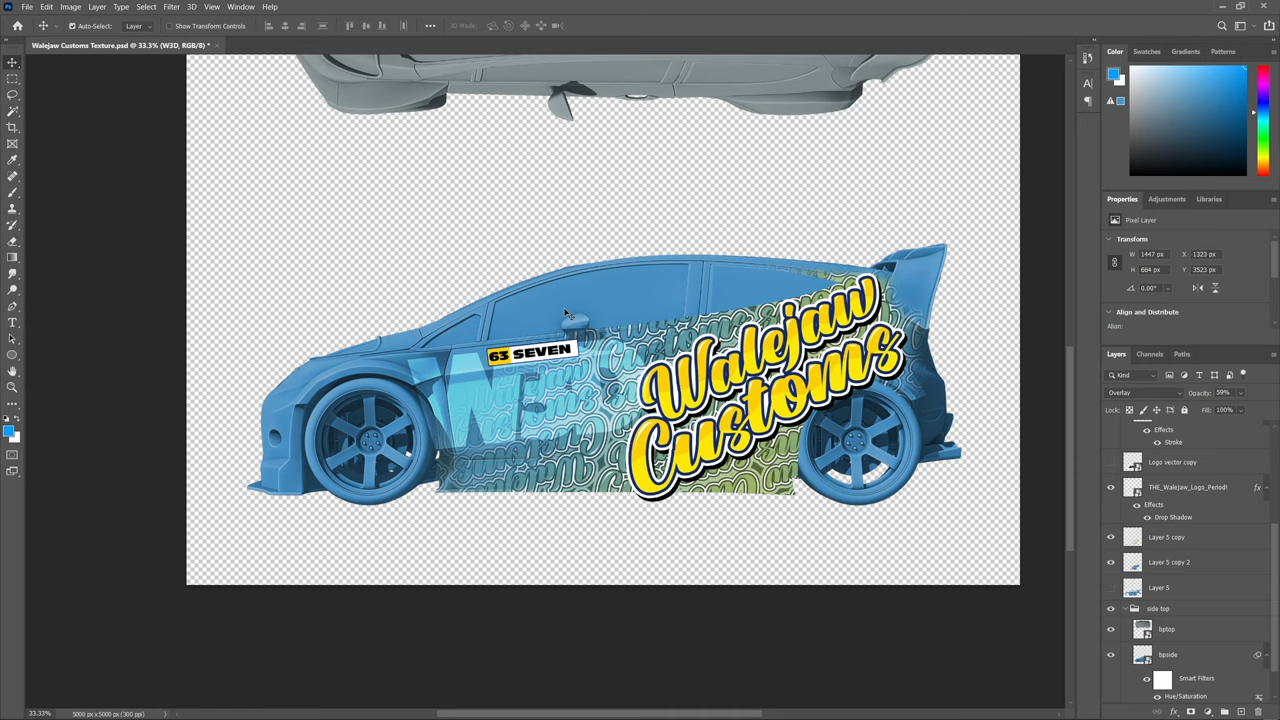 File Edit Image Layer Type Select Filter 3D View Window Help
Auto-Select: Layer Show Transform Controls 3D Mode:
Walejaw Customs Texture.psd @ 33.3% (W3D, RGB/8) *
Walejaw
Customs
63 SEVEN
33.33% 5000 px x 5000 px (300 ppi)
Color Swatches Gradients Patterns
Properties Adjustments Libraries
Pixel Layer
Transform
W 1447 px X 1323 px
H 664 px Y 3523 px
0.00°
Align and Distribute
Align:
Layers Channels Paths
Kind
Overlay Opacity: 59%
Lock: Fill: 100%
Effects
Stroke
Logo vector copy
THE_Walejaw_Logo_Period! fx
Effects
Drop Shadow
Layer 5 copy
Layer 5 copy 2
Layer 5
side top
bptop
bpside
Smart Filters
Hue/Saturation